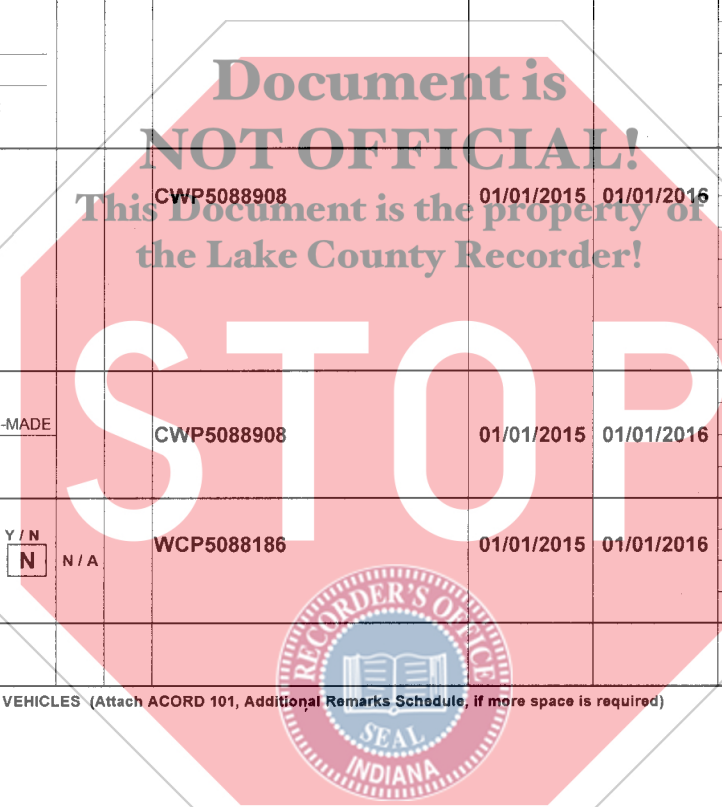 Document is
NOT OFFICIAL!
CWP5088908 01/01/2015 01/01/2016
This Document is the property of
the Lake County Recorder!
STOP
-MADE
CWP5088908 01/01/2015 01/01/2016
Y / N
N N / A
WCP5088186 01/01/2015 01/01/2016
RECORDER'S OFFICE
SEAL
INDIANA
VEHICLES (Attach ACORD 101, Additional Remarks Schedule, if more space is required)